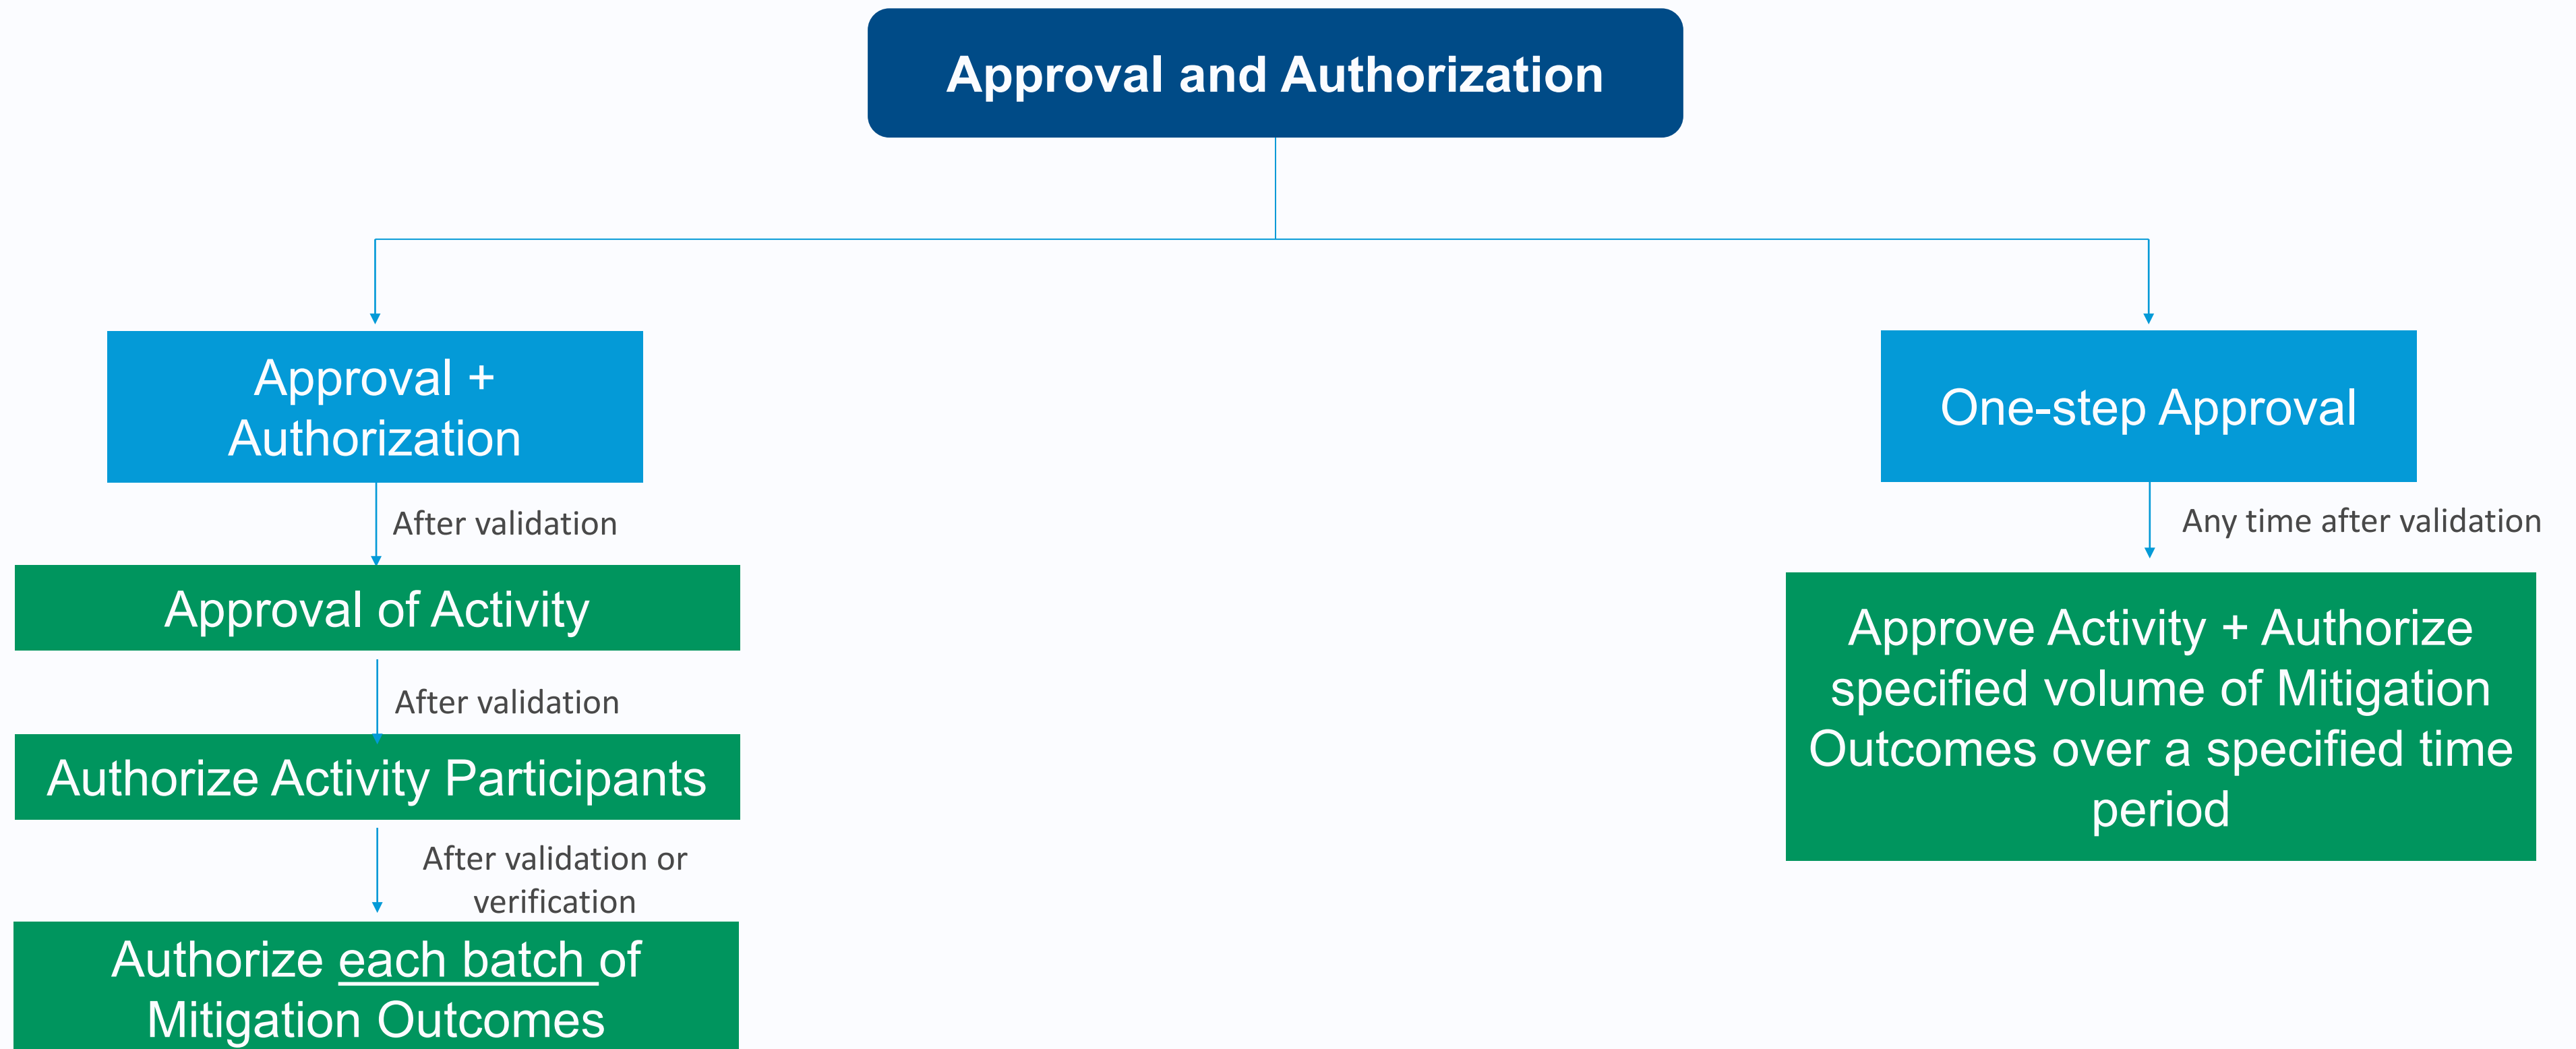 Approval and Authorization
Approval +
Authorization
After validation
Approval of Activity
After validation
Authorize Activity Participants
After validation or
verification
Authorize each batch of
Mitigation Outcomes
One-step Approval
Any time after validation
Approve Activity + Authorize
specified volume of Mitigation
Outcomes over a specified time
period